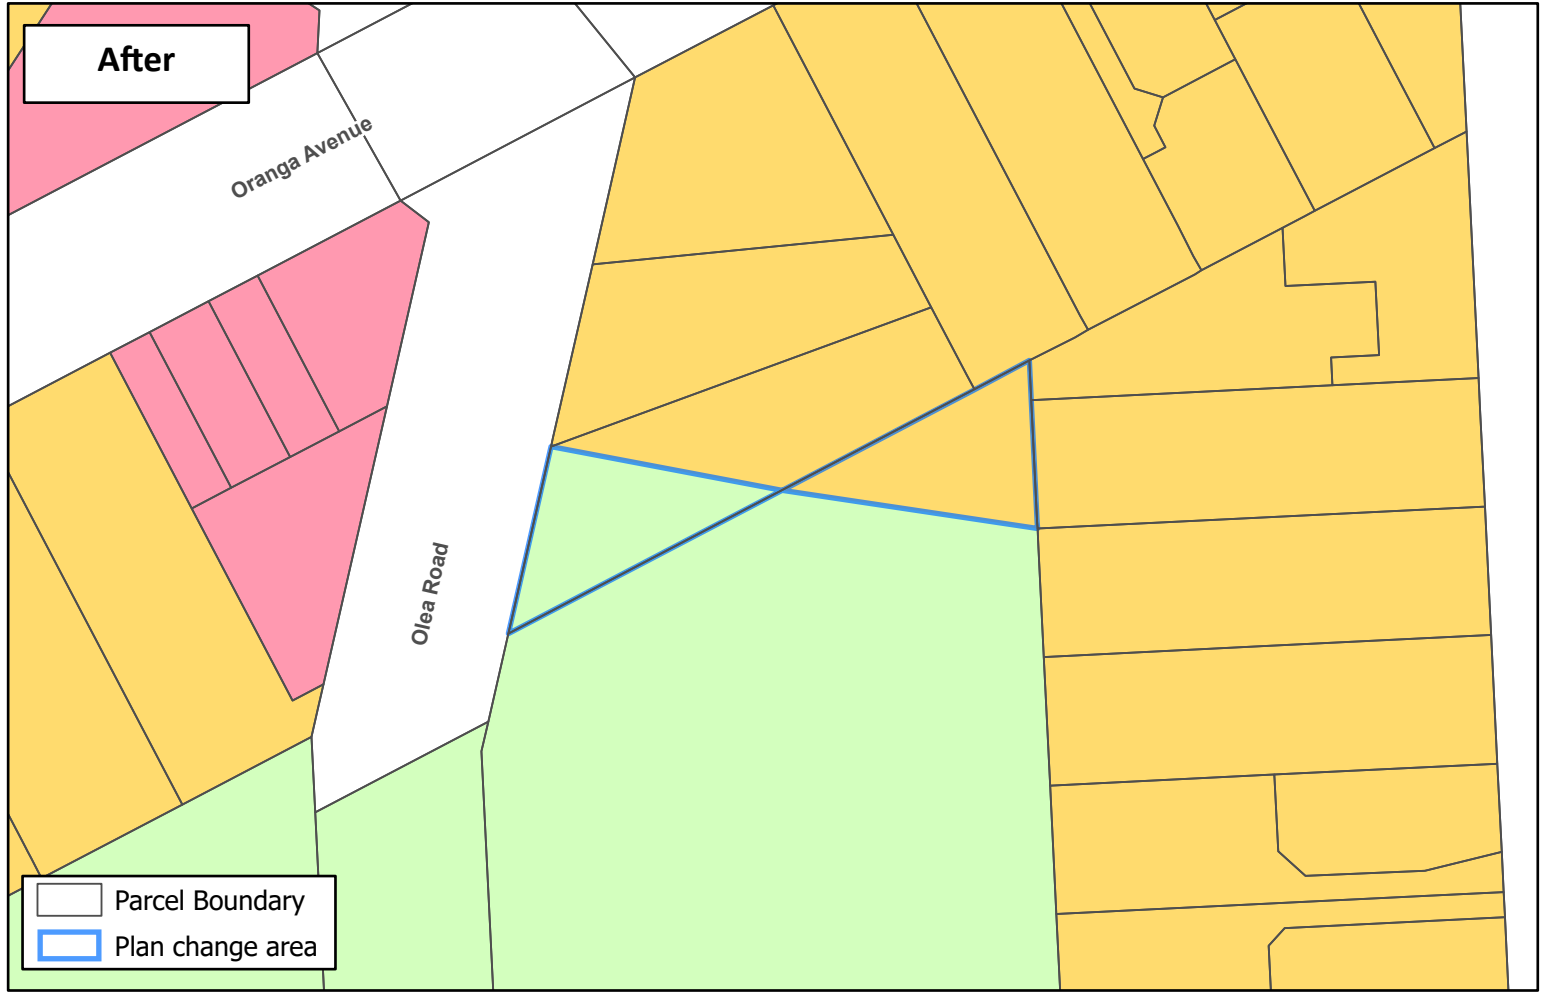 After
Oranga Avenue
Olea Road
Parcel Boundary
Plan change area